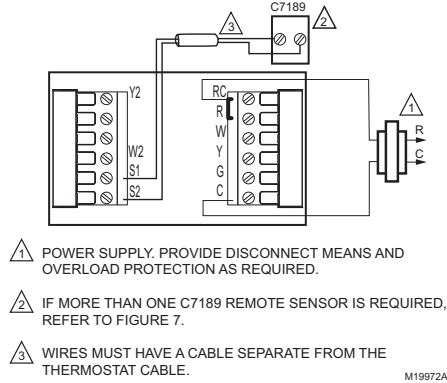 C7189
3
2
Y2
RC
R
W
W2
Y
S1
G
S2
C
1
R
C
1 POWER SUPPLY. PROVIDE DISCONNECT MEANS AND
OVERLOAD PROTECTION AS REQUIRED.
2 IF MORE THAN ONE C7189 REMOTE SENSOR IS REQUIRED,
REFER TO FIGURE 7.
3 WIRES MUST HAVE A CABLE SEPARATE FROM THE
THERMOSTAT CABLE.
M19972A